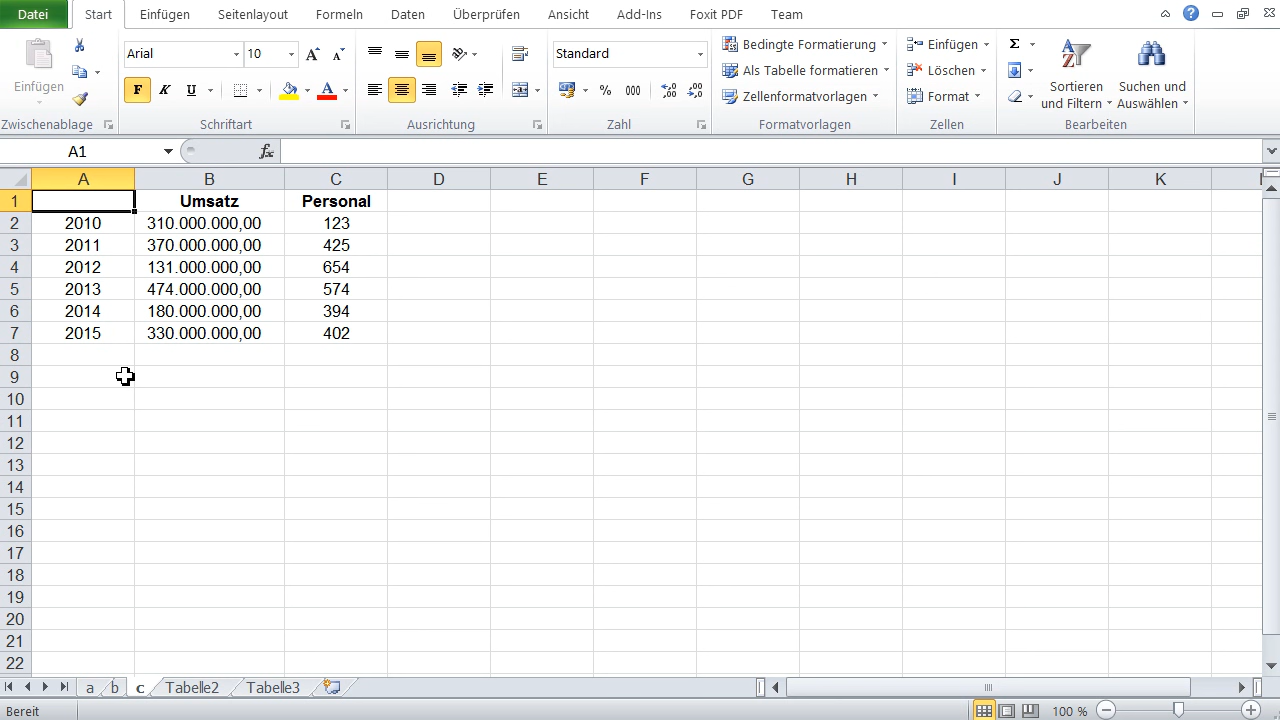 Datei Start Einfügen Seitenlayout Formeln Daten Überprüfen Ansicht Add-Ins Foxit PDF Team
Einfügen
Zwischenablage
Arial 10
F K U
Schriftart
Ausrichtung
Standard
% 000
Zahl
Bedingte Formatierung
Als Tabelle formatieren
Zellenformatvorlagen
Formatvorlagen
Einfügen
Löschen
Format
Zellen
Σ
Sortieren und Filtern
Suchen und Auswählen
Bearbeiten
A1 fx
A B C D E F G H I J K
1 Umsatz Personal
2 2010 310.000.000,00 123
3 2011 370.000.000,00 425
4 2012 131.000.000,00 654
5 2013 474.000.000,00 574
6 2014 180.000.000,00 394
7 2015 330.000.000,00 402
8
9
10
11
12
13
14
15
16
17
18
19
20
21
22
a b c Tabelle2 Tabelle3
Bereit 100 %